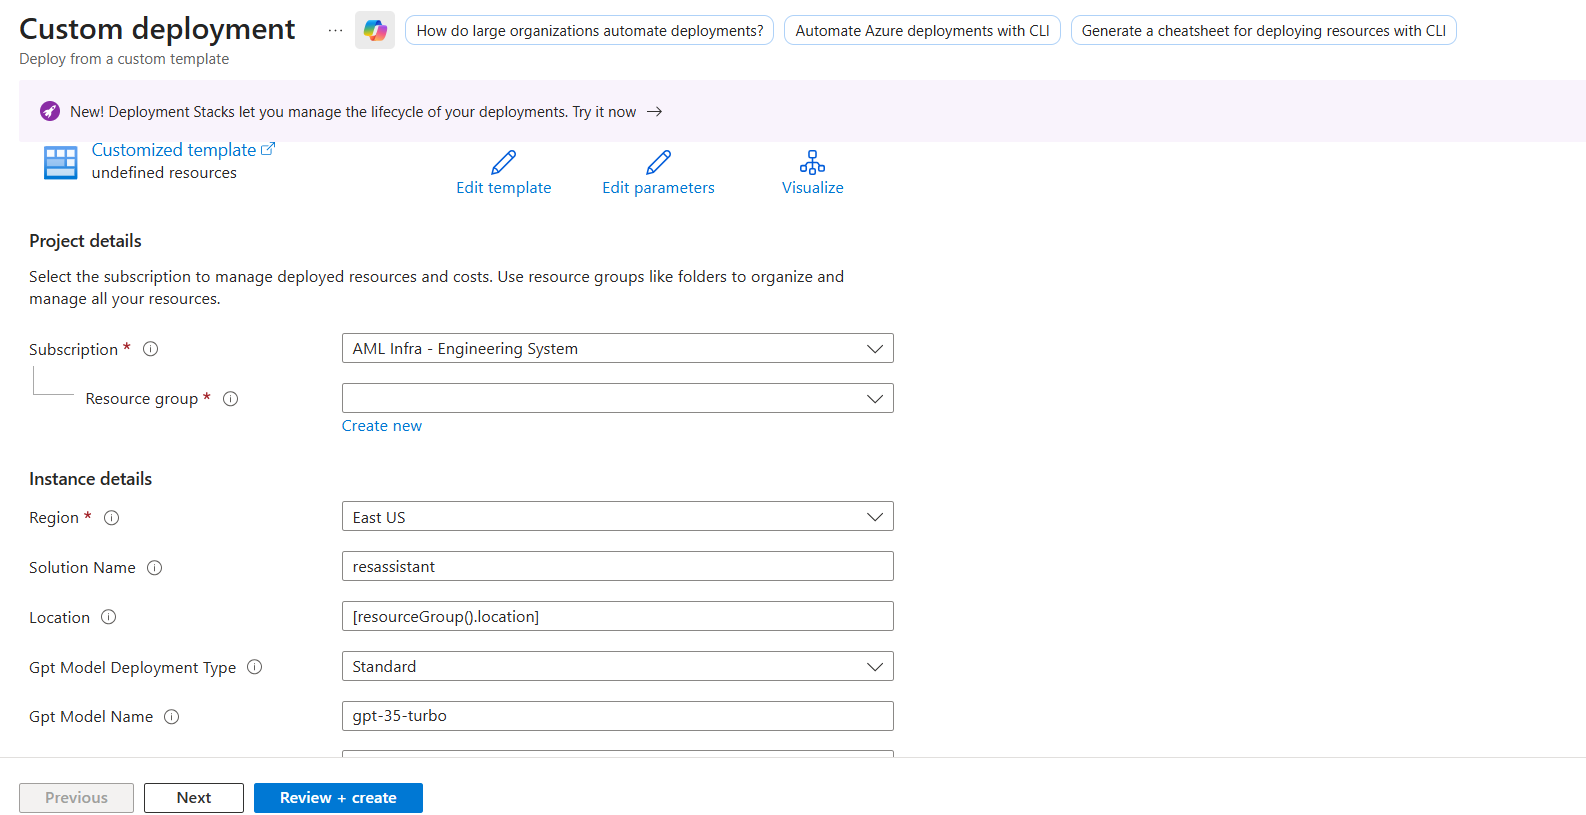 Custom deployment
...
How do large organizations automate deployments?
Automate Azure deployments with CLI
Generate a cheatsheet for deploying resources with CLI
Deploy from a custom template
New! Deployment Stacks let you manage the lifecycle of your deployments. Try it now →
Customized template
undefined resources
Edit template
Edit parameters
Visualize
Project details
Select the subscription to manage deployed resources and costs. Use resource groups like folders to organize and
manage all your resources.
Subscription *
AML Infra - Engineering System
Resource group *
Create new
Instance details
Region *
East US
Solution Name
resassistant
Location
[resourceGroup().location]
Gpt Model Deployment Type
Standard
Gpt Model Name
gpt-35-turbo
Previous
Next
Review + create